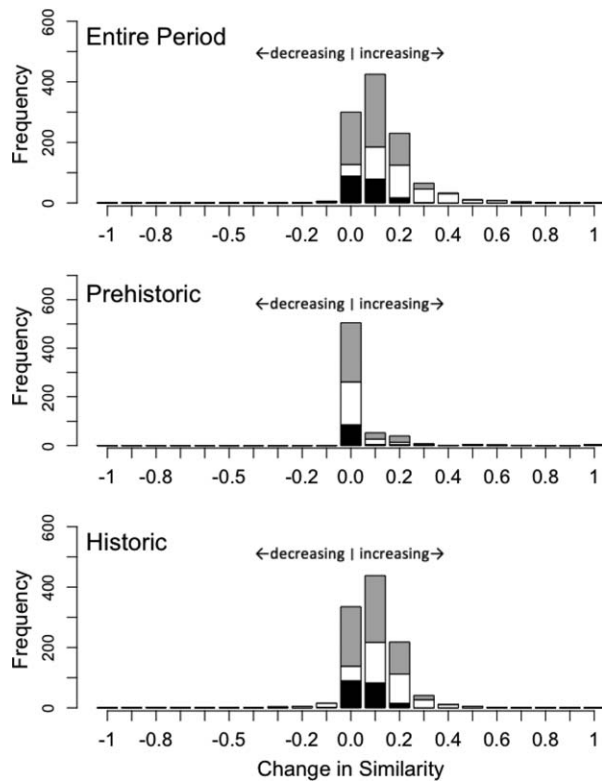 Entire Period
←decreasing | increasing→
Frequency
600
400
200
0
-1 -0.8 -0.5 -0.2 0.0 0.2 0.4 0.6 0.8 1
Prehistoric
←decreasing | increasing→
Frequency
600
400
200
0
-1 -0.8 -0.5 -0.2 0.0 0.2 0.4 0.6 0.8 1
Historic
←decreasing | increasing→
Frequency
600
400
200
0
-1 -0.8 -0.5 -0.2 0.0 0.2 0.4 0.6 0.8 1
Change in Similarity